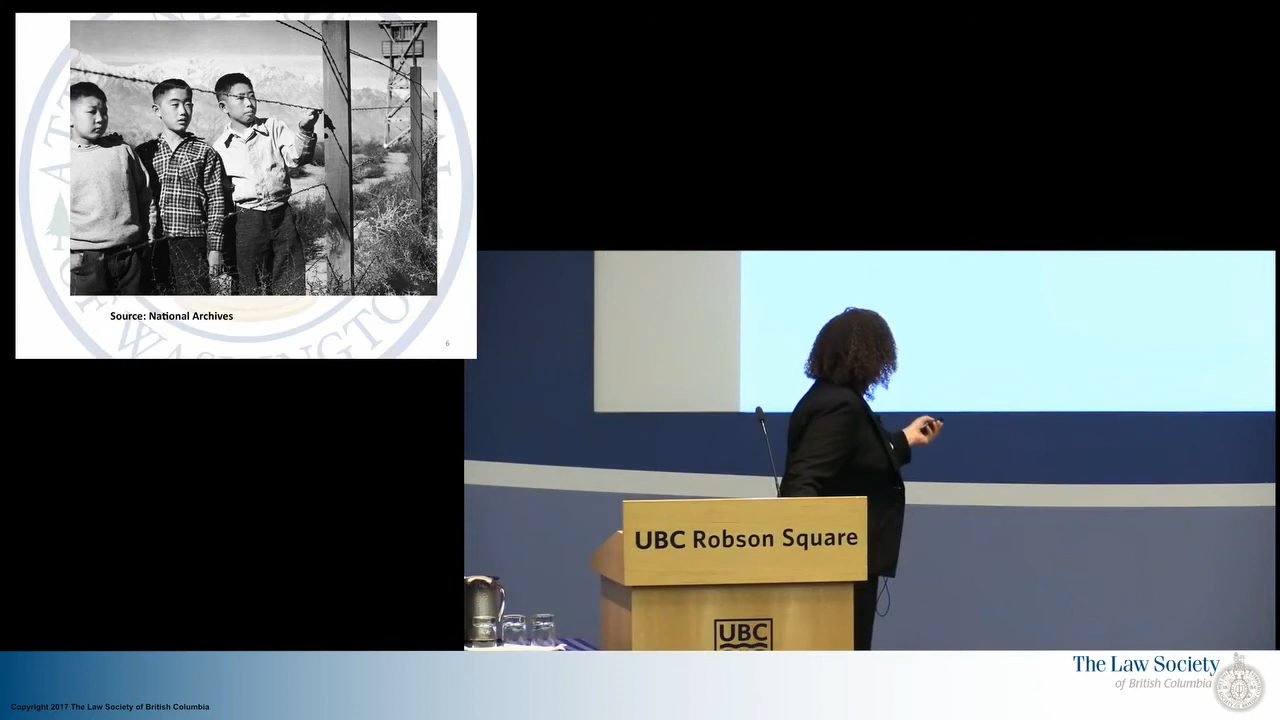 Source: National Archives
6
UBC Robson Square
UBC
The Law Society
of British Columbia
Copyright 2017 The Law Society of British Columbia